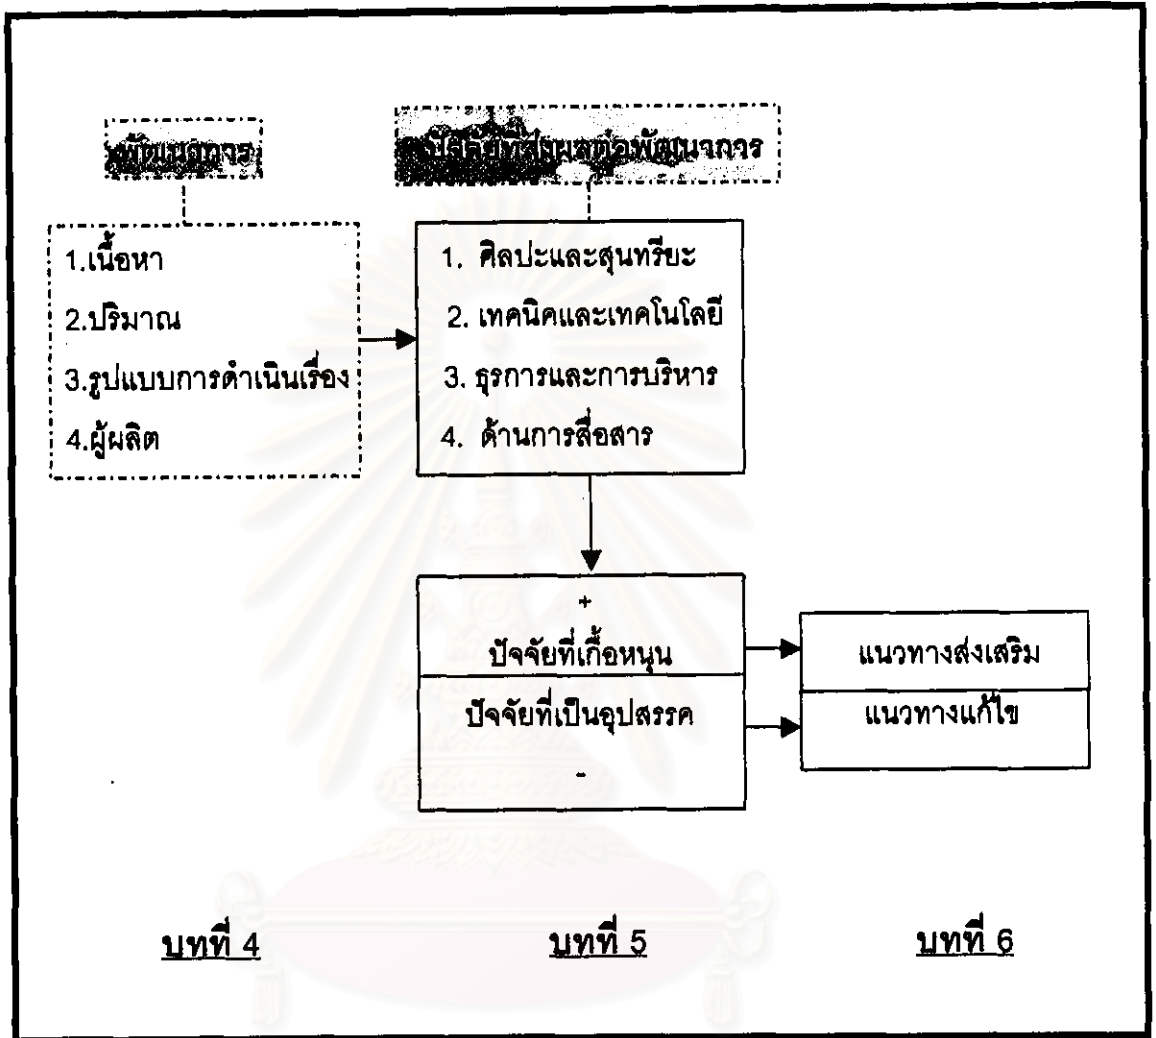 พัฒนาการ
ปัจจัยที่ส่งผลต่อพัฒนาการ
1.เนื้อหา
2.ปริมาณ
3.รูปแบบการดำเนินเรื่อง
4.ผู้ผลิต
1. ศิลปะและสุนทรียะ
2. เทคนิคและเทคโนโลยี
3. ธุรการและการบริหาร
4. ด้านการสื่อสาร
+
ปัจจัยที่เกื้อหนุน
ปัจจัยที่เป็นอุปสรรค
-
แนวทางส่งเสริม
แนวทางแก้ไข
บทที่ 4
บทที่ 5
บทที่ 6